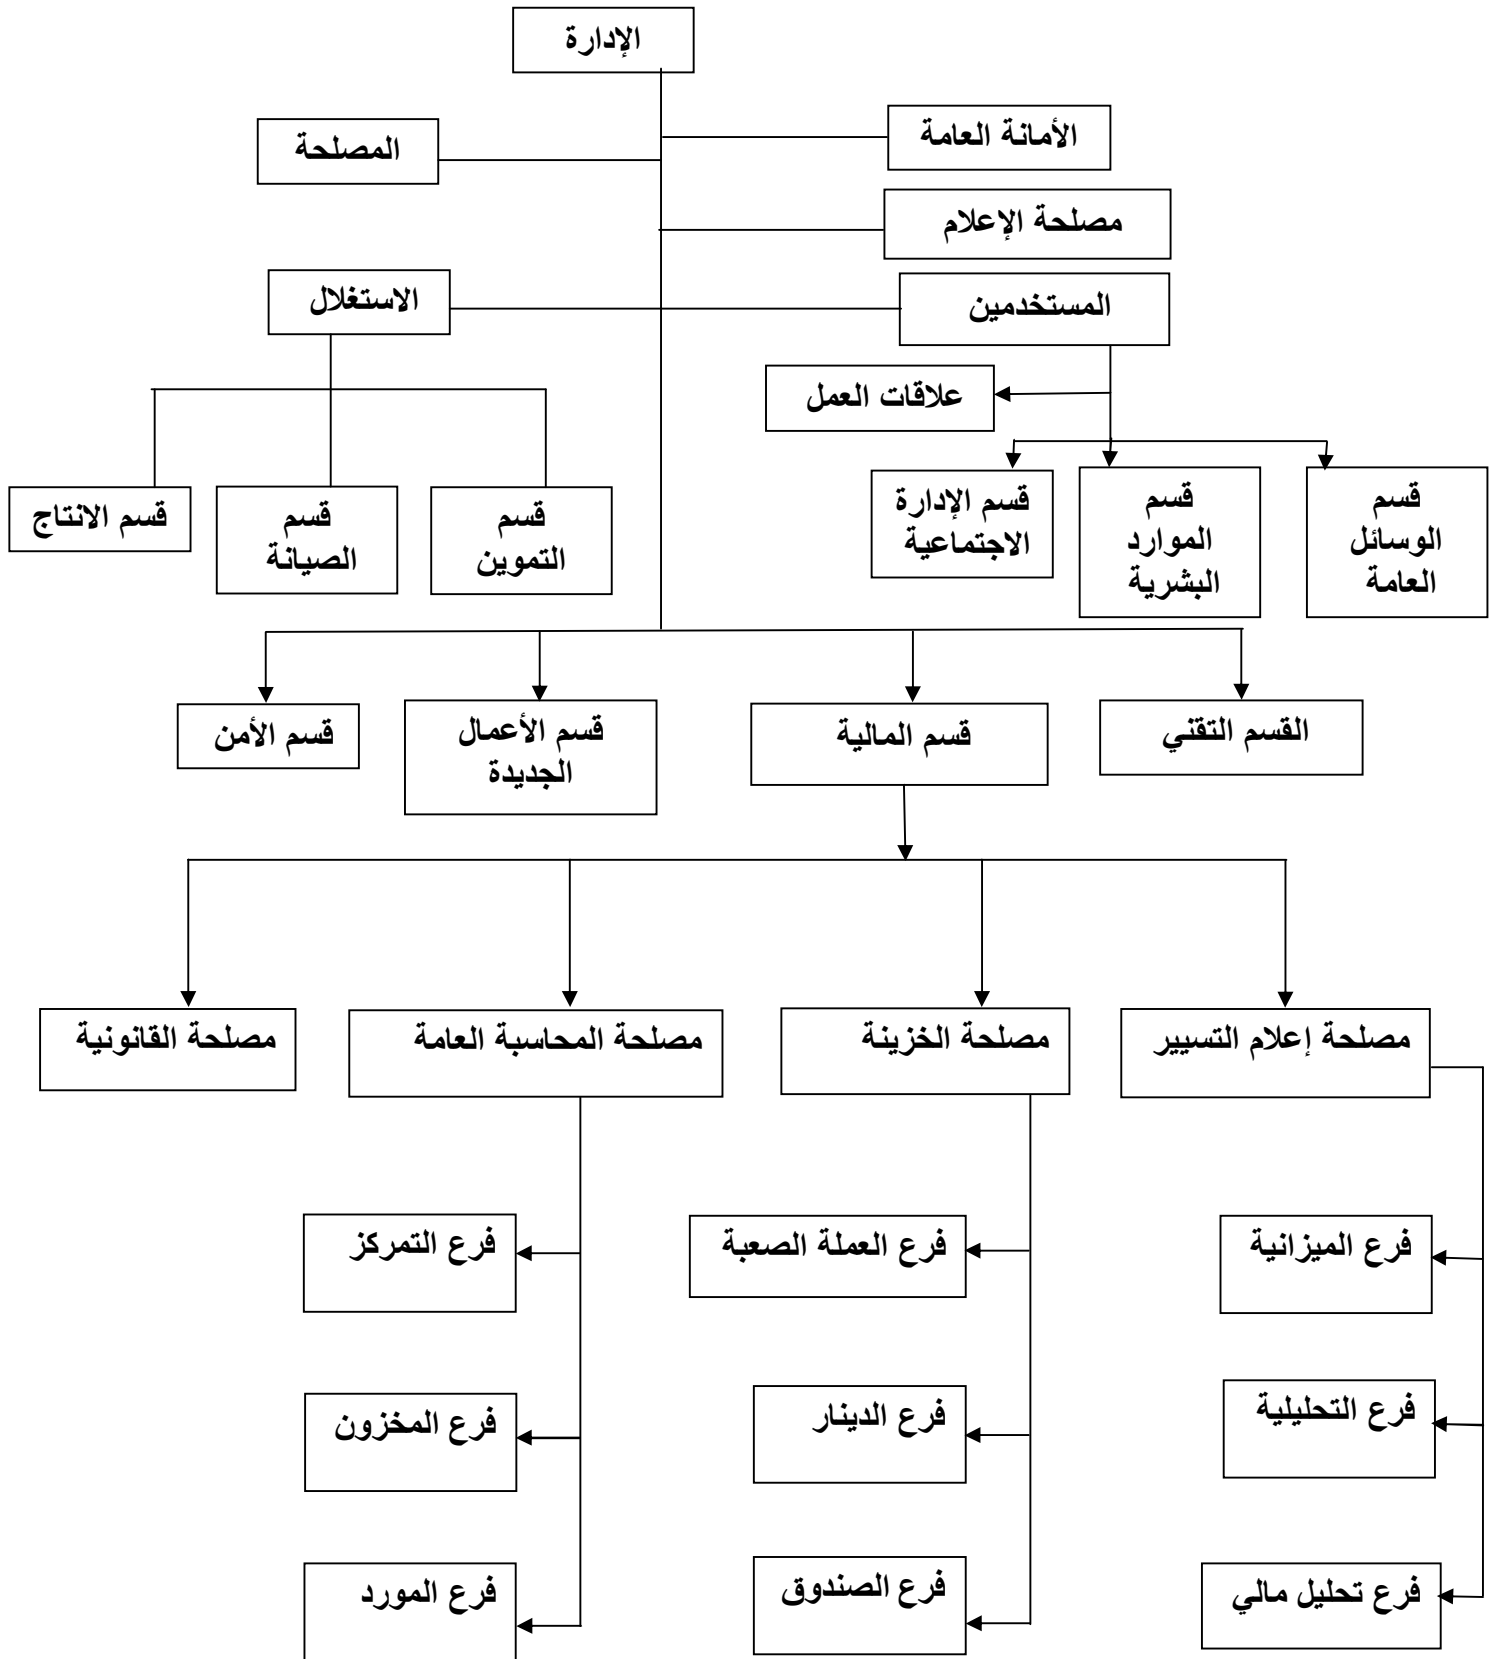 الإدارة
الأمانة العامة
المصلحة
مصلحة الإعلام
المستخدمين
الاستغلال
علاقات العمل
قسم
الوسائل
العامة
قسم
الموارد
البشرية
قسم الإدارة
الاجتماعية
قسم
التموين
قسم
الصيانة
قسم الانتاج
القسم التقني
قسم المالية
قسم الأعمال
الجديدة
قسم الأمن
مصلحة إعلام التسيير
مصلحة الخزينة
مصلحة المحاسبة العامة
مصلحة القانونية
فرع الميزانية
فرع العملة الصعبة
فرع التمركز
فرع التحليلية
فرع الدينار
فرع المخزون
فرع تحليل مالي
فرع الصندوق
فرع المورد